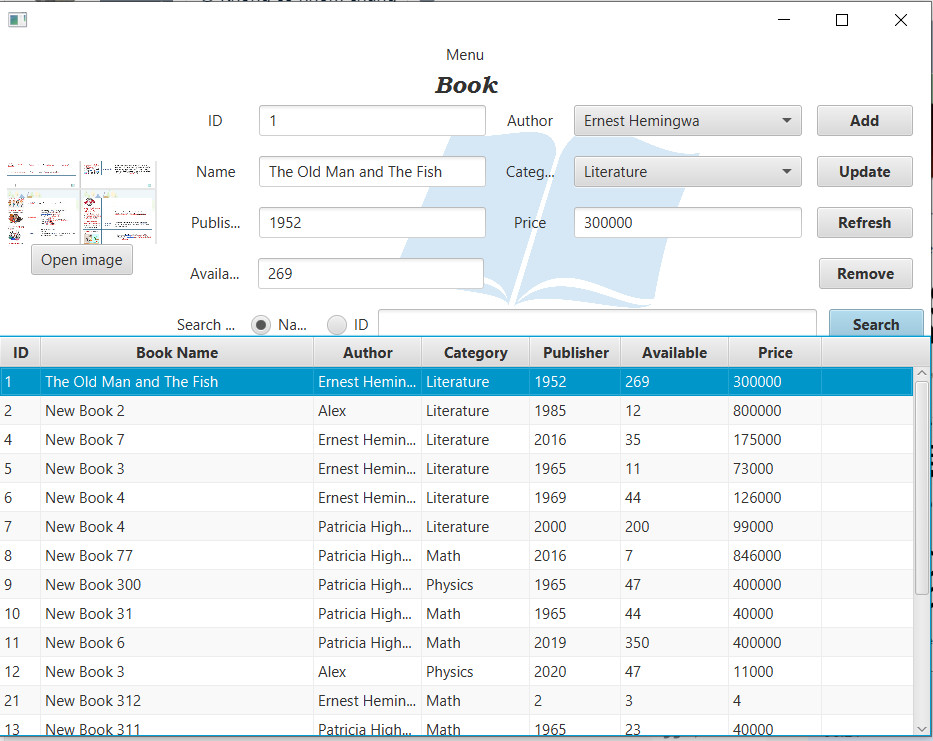 Menu
Book
ID 1 Author Ernest Hemingwa Add
Name The Old Man and The Fish Categ... Literature Update
Publis... 1952 Price 300000 Refresh
Open image
Availa... 269 Remove
Search ... Na... ID Search
ID Book Name Author Category Publisher Available Price
1 The Old Man and The Fish Ernest Hemin... Literature 1952 269 300000
2 New Book 2 Alex Literature 1985 12 800000
4 New Book 7 Ernest Hemin... Literature 2016 35 175000
5 New Book 3 Ernest Hemin... Literature 1965 11 73000
6 New Book 4 Ernest Hemin... Literature 1969 44 126000
7 New Book 4 Patricia High... Literature 2000 200 99000
8 New Book 77 Patricia High... Math 2016 7 846000
9 New Book 300 Patricia High... Physics 1965 47 400000
10 New Book 31 Patricia High... Math 1965 44 40000
11 New Book 6 Patricia High... Math 2019 350 400000
12 New Book 3 Alex Physics 2020 47 11000
21 New Book 312 Ernest Hemin... Math 2 3 4
13 New Book 311 Patricia High... Math 1965 23 40000